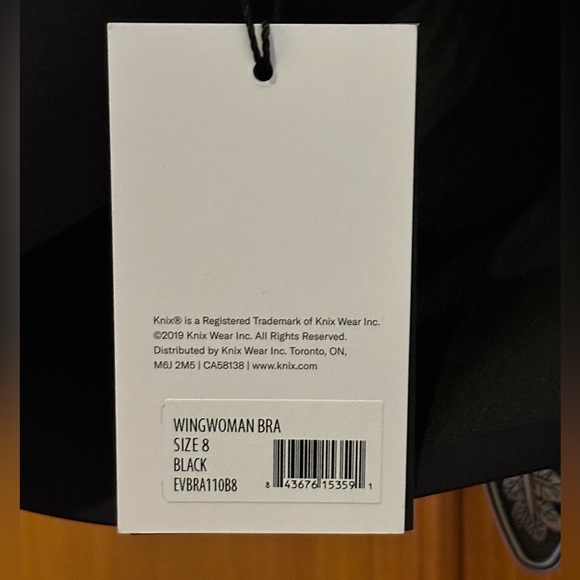 Knix® is a Registered Trademark of Knix Wear Inc.
©2019 Knix Wear Inc. All Rights Reserved.
Distributed by Knix Wear Inc. Toronto, ON,
M6J 2M5 | CA58138 | www.knix.com
WINGWOMAN BRA
SIZE 8
BLACK
EVBRA110B8
8 43676 15359 1